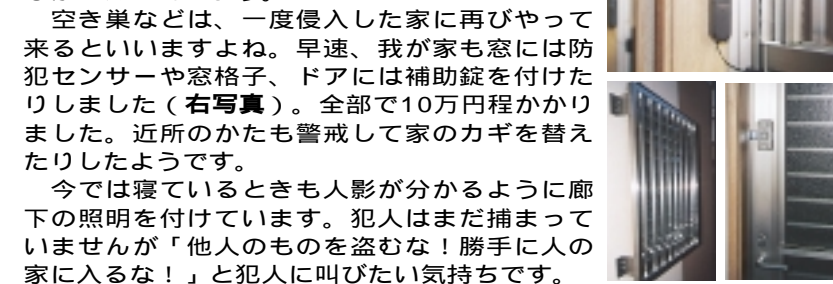 空き巣などは、一度侵入した家に再びやって
来るといいますよね。早速、我が家も窓には防
犯センサーや窓格子、ドアには補助錠を付けた
りしました（右写真）。全部で10万円程かかり
ました。近所のかたも警戒して家のカギを替え
たりしたようです。
　今では寝ているときも人影が分かるように廊
下の照明を付けています。犯人はまだ捕まって
いませんが「他人のものを盗むな！勝手に人の
家に入るな！」と犯人に叫びたい気持ちです。